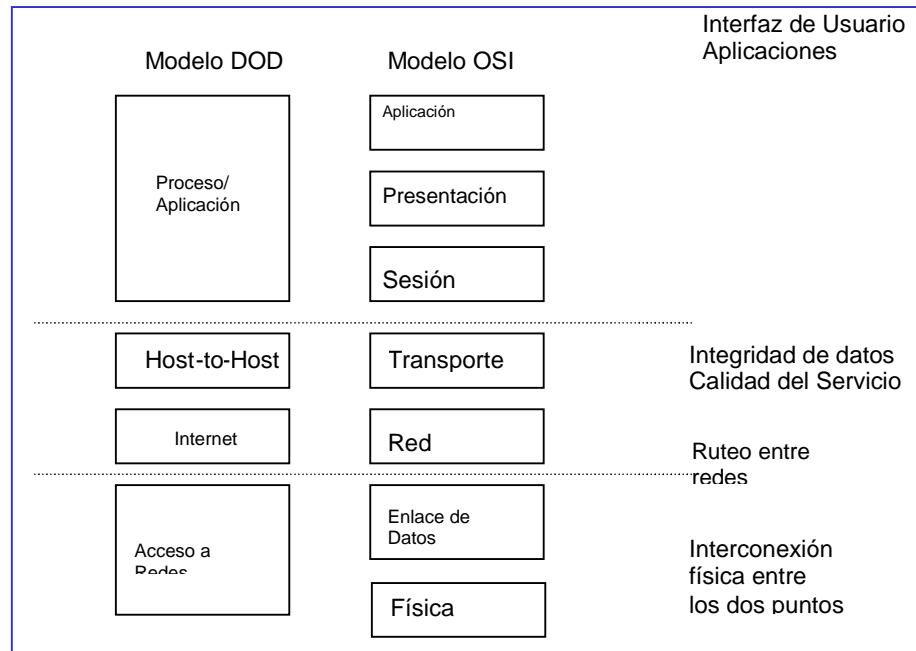 Interfaz de Usuario
Aplicaciones
Modelo DOD
Modelo OSI
Proceso/
Aplicación
Aplicación
Presentación
Sesión
Host-to-Host
Transporte
Integridad de datos
Calidad del Servicio
Internet
Red
Ruteo entre
redes
Acceso a
Redes
Enlace de
Datos
Interconexión
física entre
los dos puntos
Física